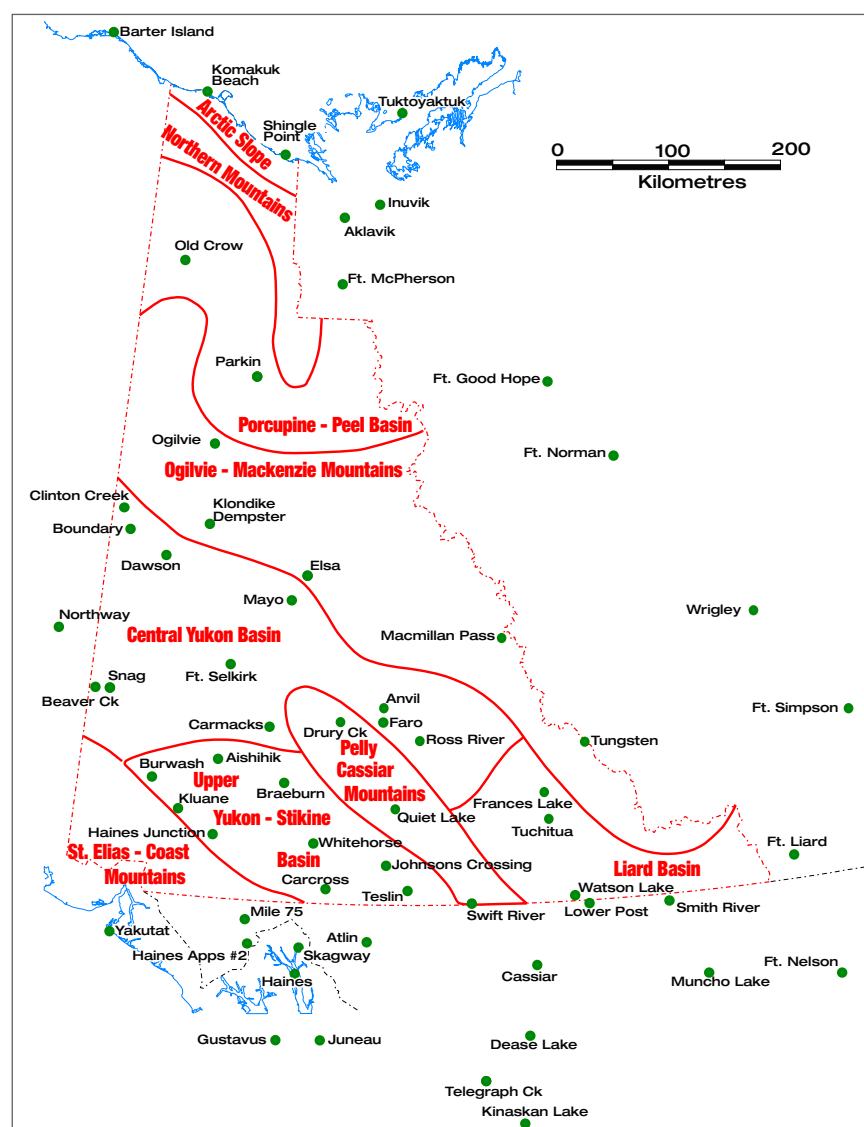 Barter Island
Komakuk
Beach
Tuktoyaktuk
Arctic Slope
Shingle
Point
Northern Mountains
0 100 200
Kilometres
Inuvik
Aklavik
Old Crow
Ft. McPherson
Parkin
Ft. Good Hope
Porcupine - Peel Basin
Ogilvie
Ft. Norman
Ogilvie - Mackenzie Mountains
Clinton Creek
Klondike
Dempster
Boundary
Dawson
Elsa
Mayo
Northway
Wrigley
Central Yukon Basin
Macmillan Pass
Ft. Selkirk
Snag
Beaver Ck
Anvil
Ft. Simpson
Carmacks
Drury Ck
Faro
Ross River
Tungsten
Pelly
Cassiar
Mountains
Aishihik
Burwash
Upper
Braeburn
Kluane
Frances Lake
Yukon - Stikine
Quiet Lake
Tuchitua
Haines Junction
Whitehorse
Ft. Liard
St. Elias - Coast
Mountains
Basin
Johnsons Crossing
Liard Basin
Carcross
Teslin
Watson Lake
Swift River
Lower Post
Smith River
Mile 75
Yakutat
Atlin
Haines Apps #2
Skagway
Haines
Cassiar
Muncho Lake
Ft. Nelson
Gustavus
Juneau
Dease Lake
Telegraph Ck
Kinaskan Lake